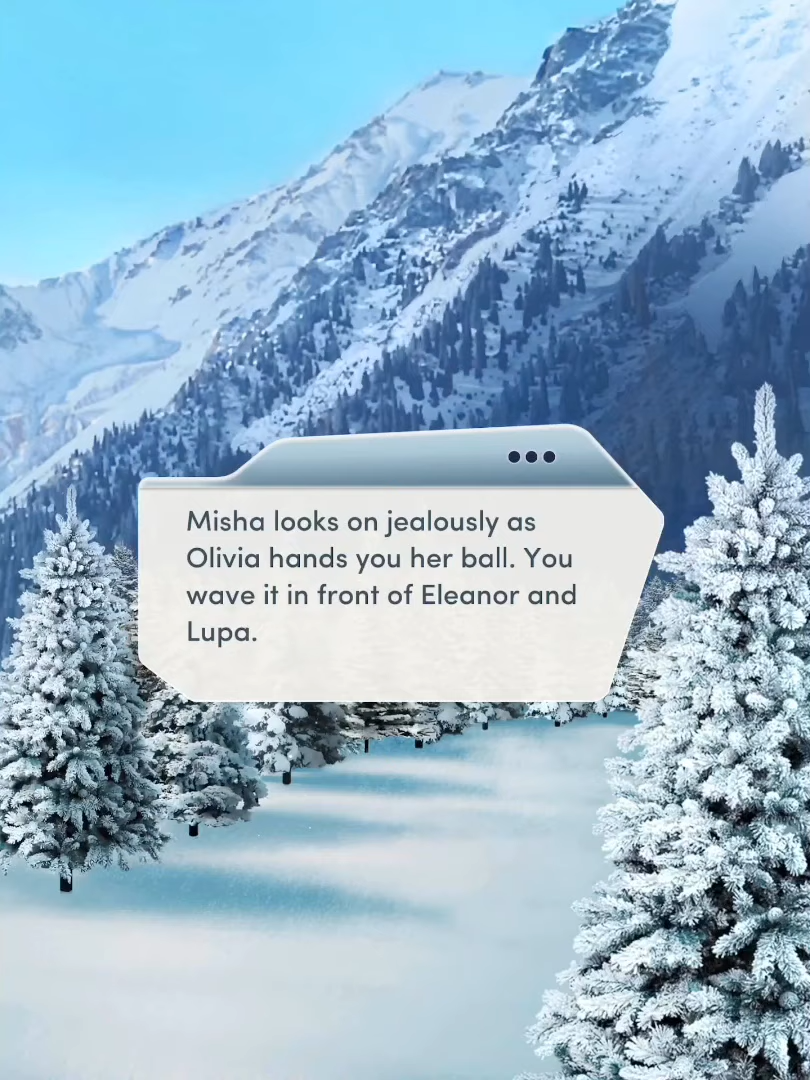 Misha looks on jealously as
Olivia hands you her ball. You
wave it in front of Eleanor and
Lupa.